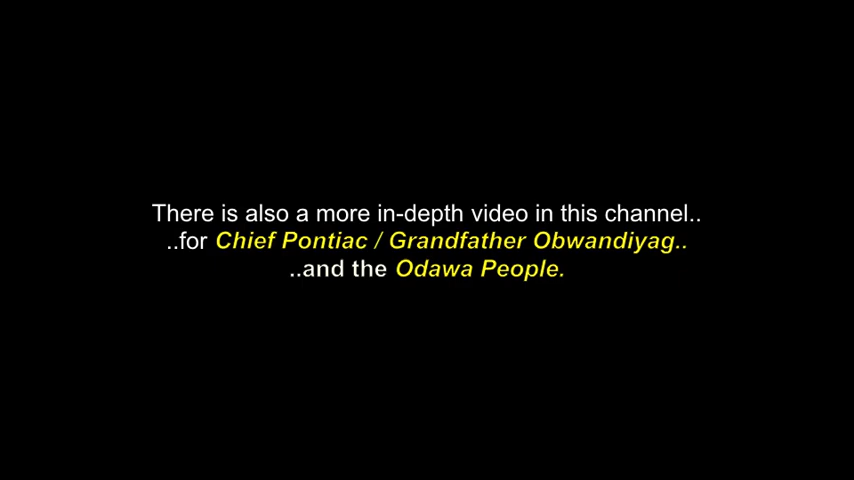 There is also a more in-depth video in this channel..
..for Chief Pontiac / Grandfather Obwandiyag..
..and the Odawa People.